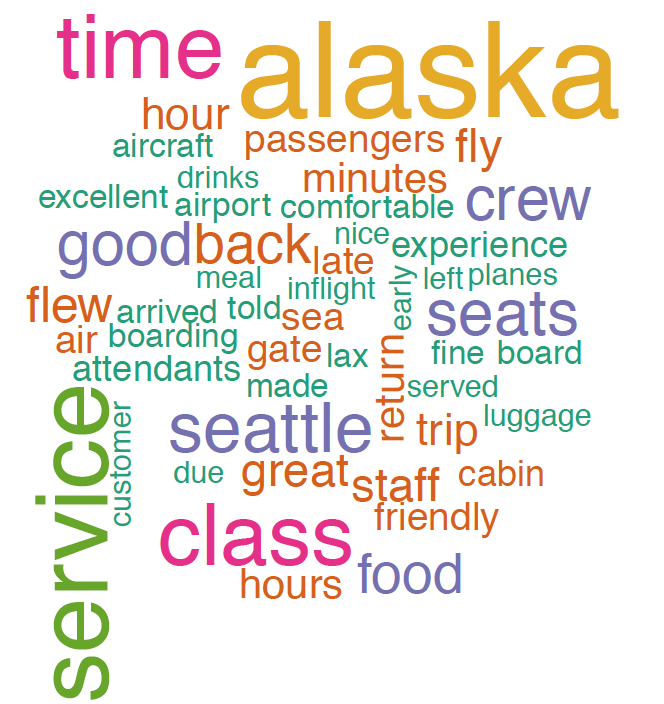 time
alaska
hour
aircraft
passengers
fly
drinks
minutes
excellent
airport
comfortable
crew
good
back
nice
experience
late
meal
inflight
early
left
planes
flew
arrived
told
sea
seats
air
boarding
gate
lax
fine
board
attendants
made
return
served
service
customer
seattle
trip
luggage
due
great
staff
cabin
class
friendly
hours
food